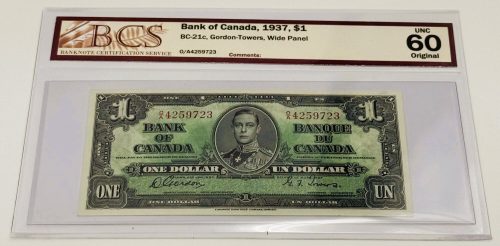 BCS
BANKNOTE CERTIFICATION SERVICE
Bank of Canada, 1937, $1
BC-21c, Gordon-Towers, Wide Panel
O/A4259723 Comments:
UNC
60
Original
O/A 4259723 O/A 4259723
BANK OF CANADA
BANQUE DU CANADA
ONE DOLLAR UN DOLLAR
ONE UN